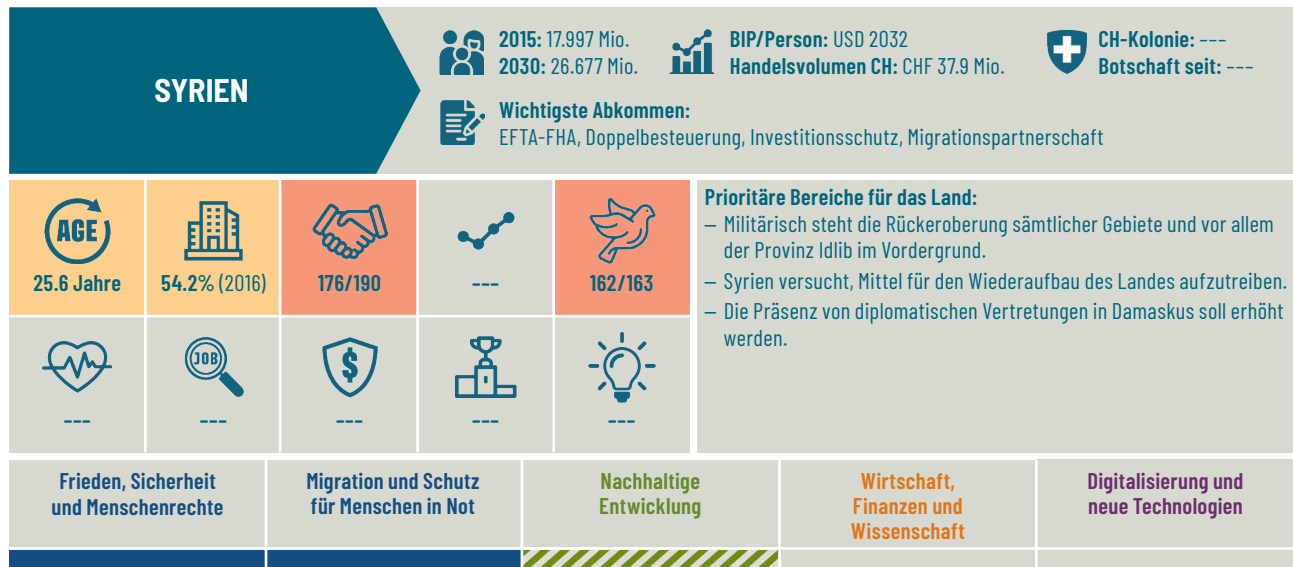 SYRIEN
2015: 17.997 Mio.
2030: 26.677 Mio.
BIP/Person: USD 2032
Handelsvolumen CH: CHF 37.9 Mio.
CH-Kolonie: ---
Botschaft seit: ---
Wichtigste Abkommen:
EFTA-FHA, Doppelbesteuerung, Investitionsschutz, Migrationspartnerschaft
AGE
25.6 Jahre
54.2% (2016)
176/190
---
162/163
JOB
$
---
---
---
---
---
Prioritäre Bereiche für das Land:
– Militärisch steht die Rückeroberung sämtlicher Gebiete und vor allem
der Provinz Idlib im Vordergrund.
– Syrien versucht, Mittel für den Wiederaufbau des Landes aufzutreiben.
– Die Präsenz von diplomatischen Vertretungen in Damaskus soll erhöht
werden.
Frieden, Sicherheit
und Menschenrechte
Migration und Schutz
für Menschen in Not
Nachhaltige
Entwicklung
Wirtschaft,
Finanzen und
Wissenschaft
Digitalisierung und
neue Technologien